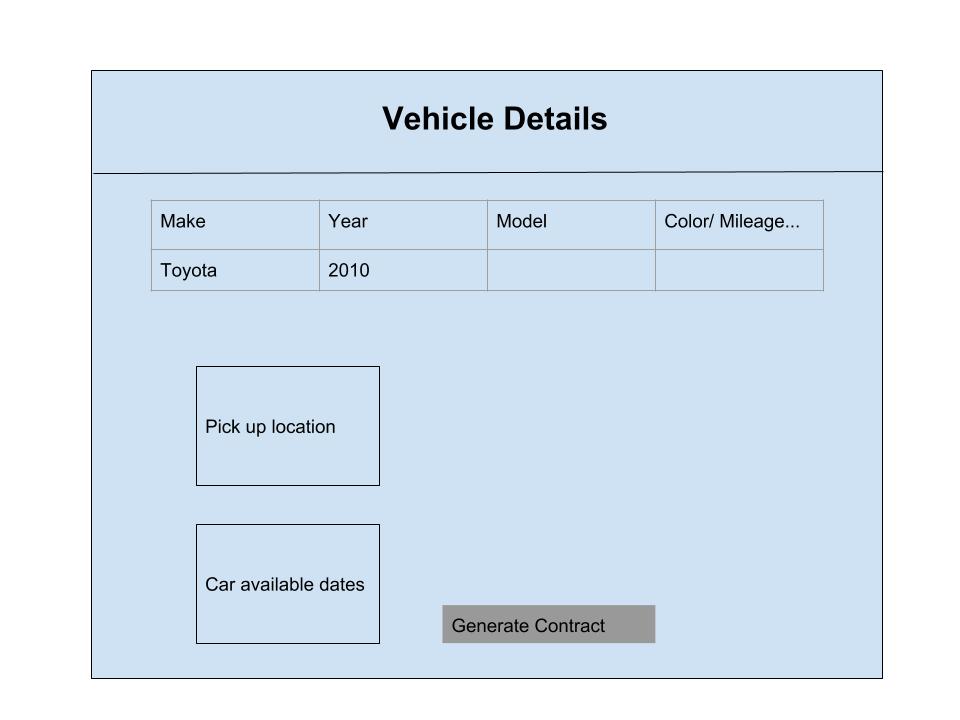 Vehicle Details
Make Year Model Color/ Mileage...
Toyota 2010
Pick up location
Car available dates
Generate Contract